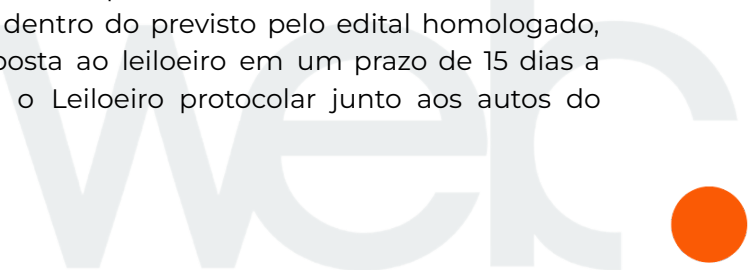 dentro do previsto pelo edital homologado,
posta ao leiloeiro em um prazo de 15 dias a
o Leiloeiro protocolar junto aos autos do